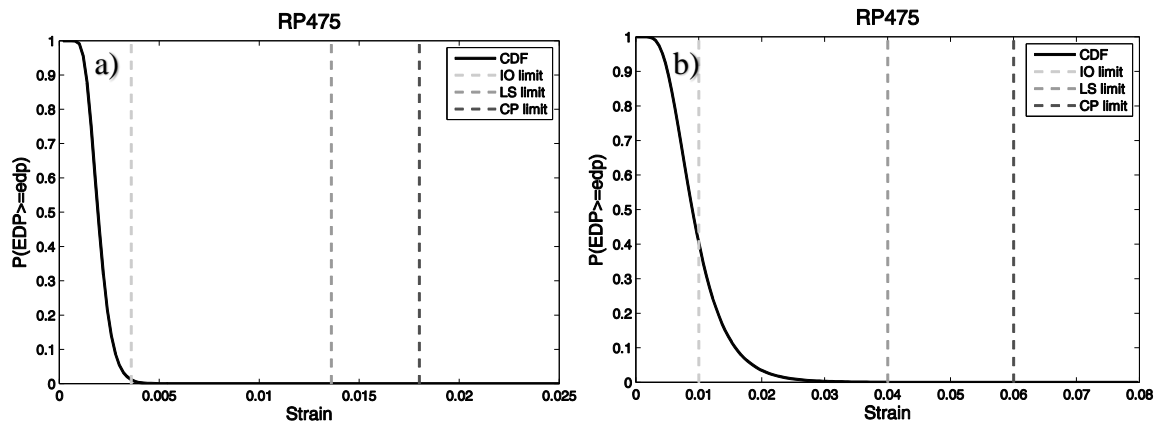 RP475
a)
CDF
IO limit
LS limit
CP limit
P(EDP>=edp)
1
0.9
0.8
0.7
0.6
0.5
0.4
0.3
0.2
0.1
0
0 0.005 0.01 0.015 0.02 0.025
Strain
RP475
b)
CDF
IO limit
LS limit
CP limit
P(EDP>=edp)
1
0.9
0.8
0.7
0.6
0.5
0.4
0.3
0.2
0.1
0
0 0.01 0.02 0.03 0.04 0.05 0.06 0.07 0.08
Strain